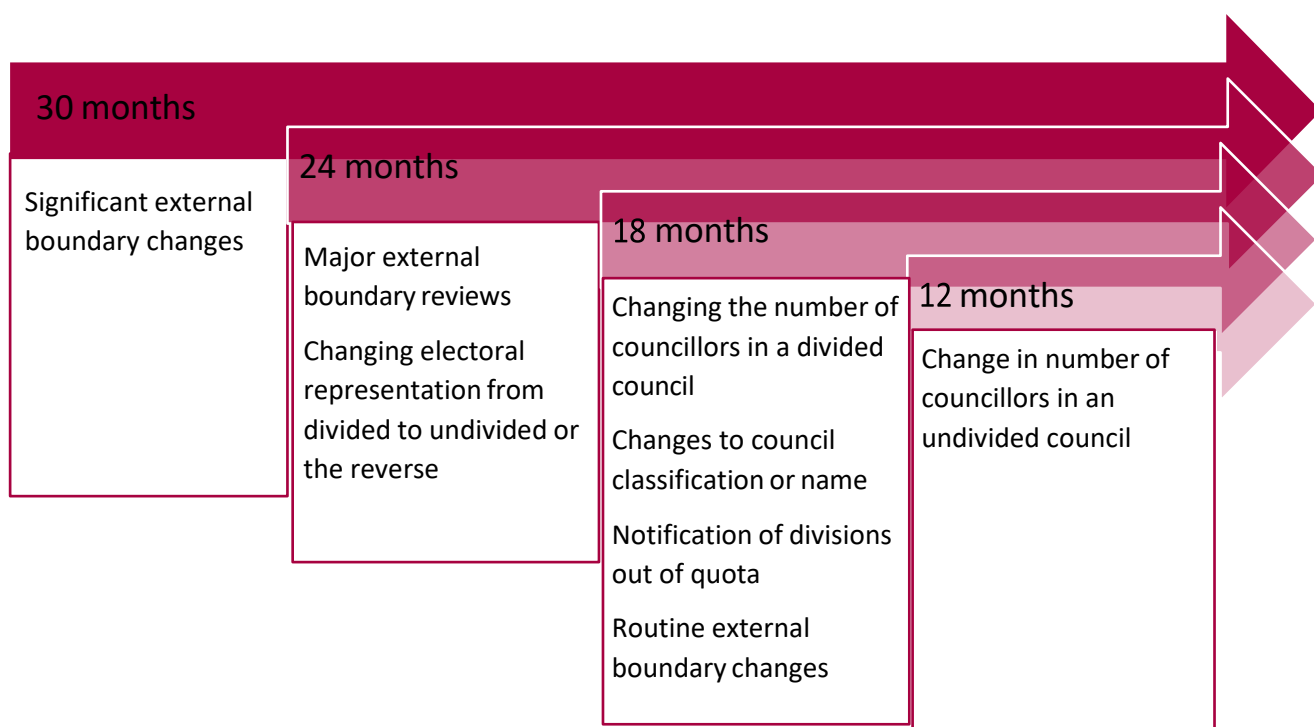 30 months
Significant external
boundary changes
24 months
Major external
boundary reviews
Changing electoral
representation from
divided to undivided or
the reverse
18 months
Changing the number of
councillors in a divided
council
Changes to council
classification or name
Notification of divisions
out of quota
Routine external
boundary changes
12 months
Change in number of
councillors in an
undivided council